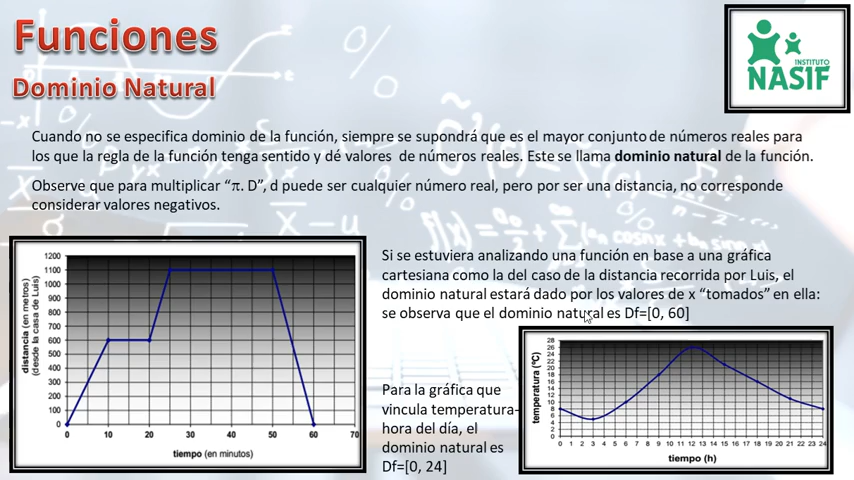 Funciones
Dominio Natural
INSTITUTO
NASIF
Cuando no se especifica dominio de la función, siempre se supondrá que es el mayor conjunto de números reales para
los que la regla de la función tenga sentido y dé valores de números reales. Este se llama dominio natural de la función.
Observe que para multiplicar “π. D”, d puede ser cualquier número real, pero por ser una distancia, no corresponde
considerar valores negativos.
distancia (en metros)
(desde la casa de Luis)
1200
1100
1000
900
800
700
600
500
400
300
200
100
0
0 10 20 30 40 50 60 70
tiempo (en minutos)
Si se estuviera analizando una función en base a una gráfica
cartesiana como la del caso de la distancia recorrida por Luis, el
dominio natural estará dado por los valores de x “tomados” en ella:
se observa que el dominio natural es Df=[0, 60]
Para la gráfica que
vincula temperatura-
hora del día, el
dominio natural es
Df=[0, 24]
temperatura (ºC)
28
26
24
22
20
18
16
14
12
10
8
6
4
2
0
0 1 2 3 4 5 6 7 8 9 10 11 12 13 14 15 16 17 18 19 20 21 22 23 24
tiempo (h)